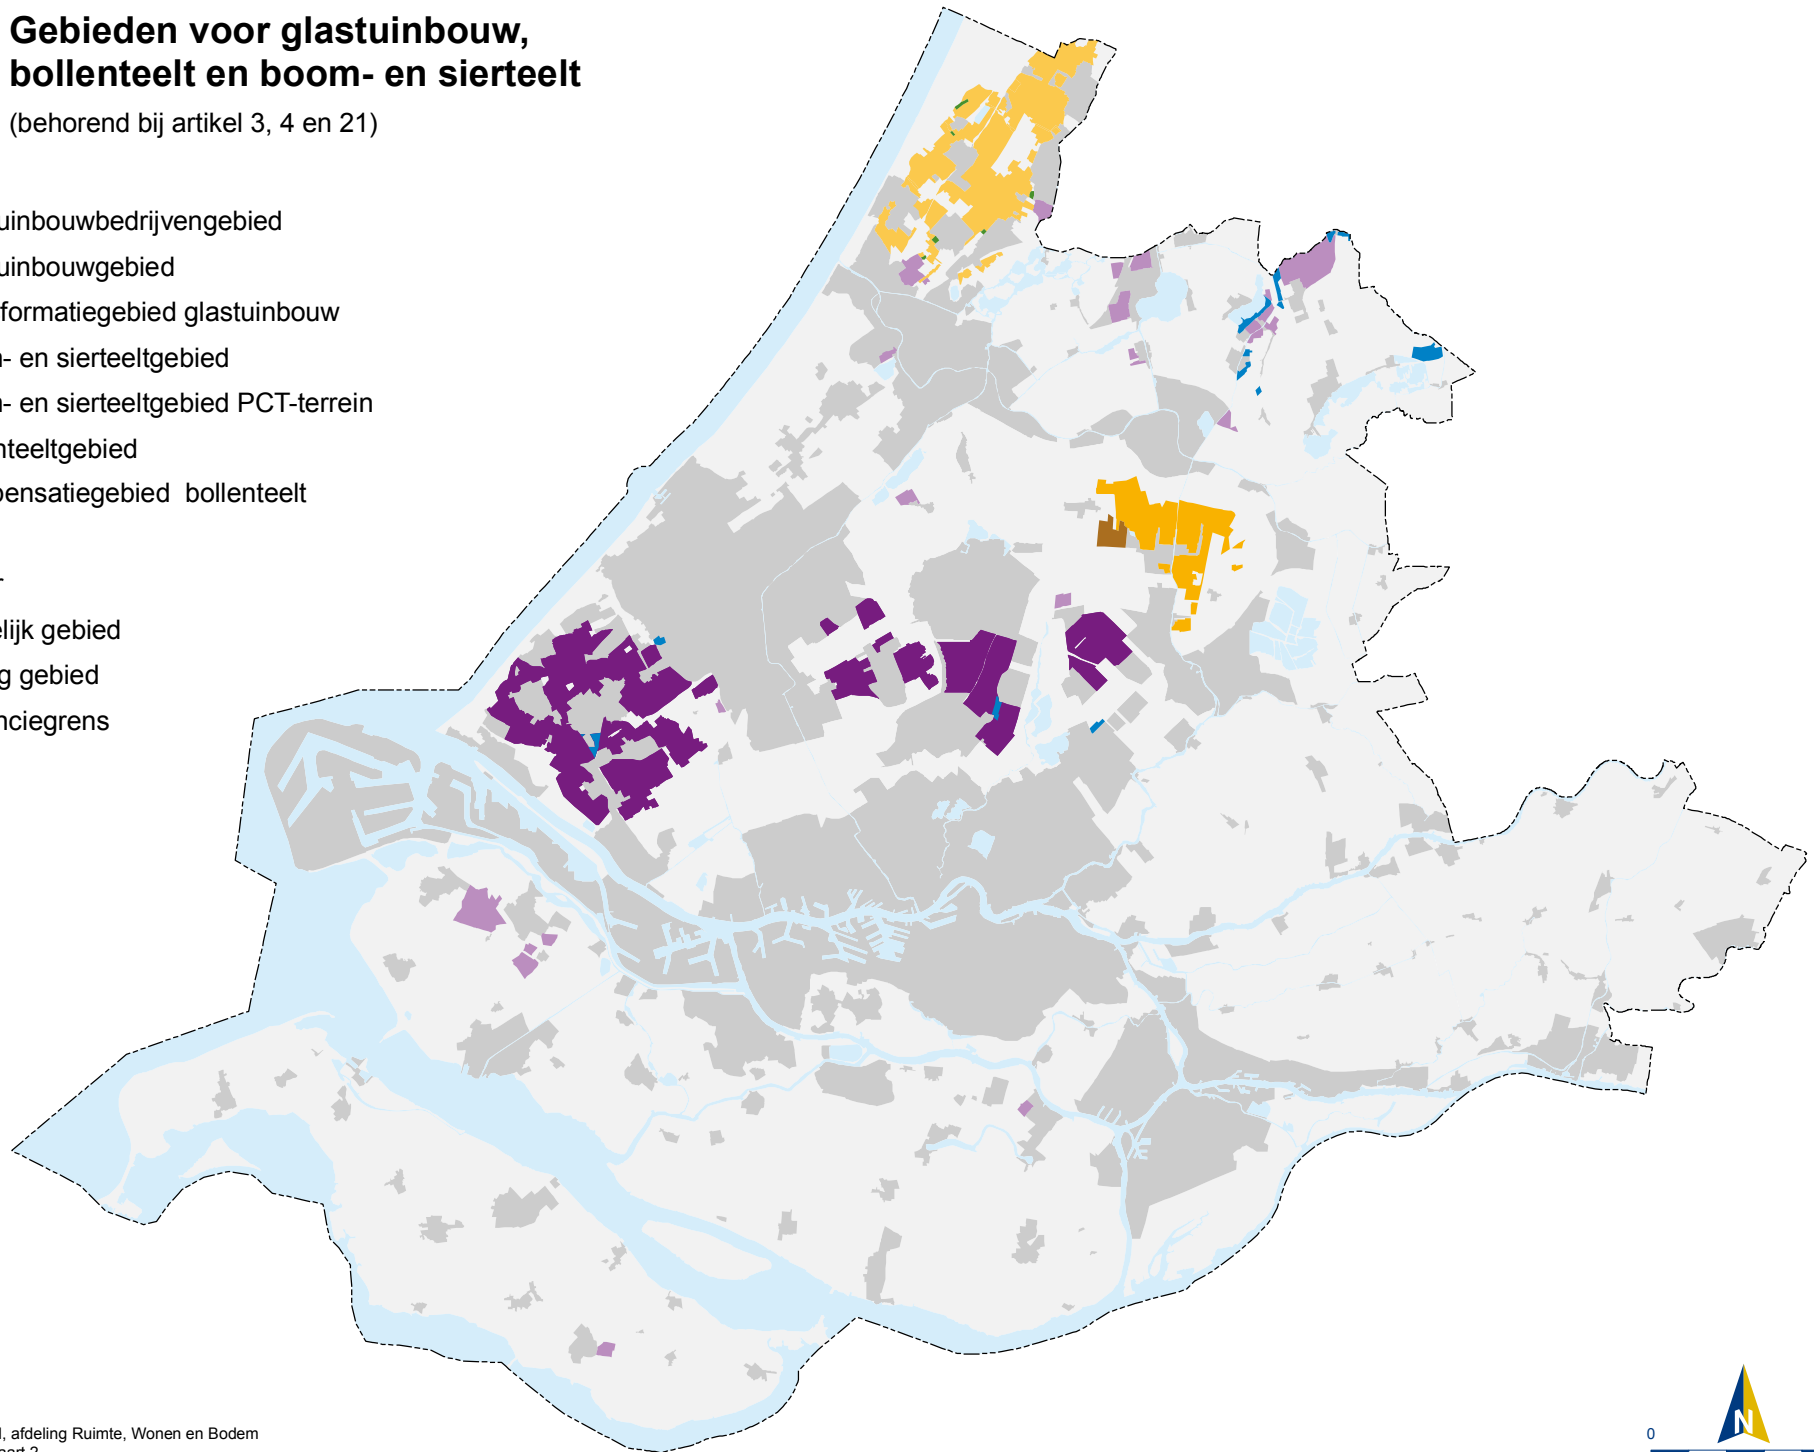 Gebieden voor glastuinbouw,
bollenteelt en boom- en sierteelt
(behorend bij artikel 3, 4 en 21)
uinbouwbedrijvengebied
uinbouwgebied
formatiegebied glastuinbouw
- en sierteeltgebied
- en sierteeltgebied PCT-terrein
nteeltgebied
pensatiegebied bollenteelt
r
elijk gebied
g gebied
nciegrens
, afdeling Ruimte, Wonen en Bodem
aart 2
N
0